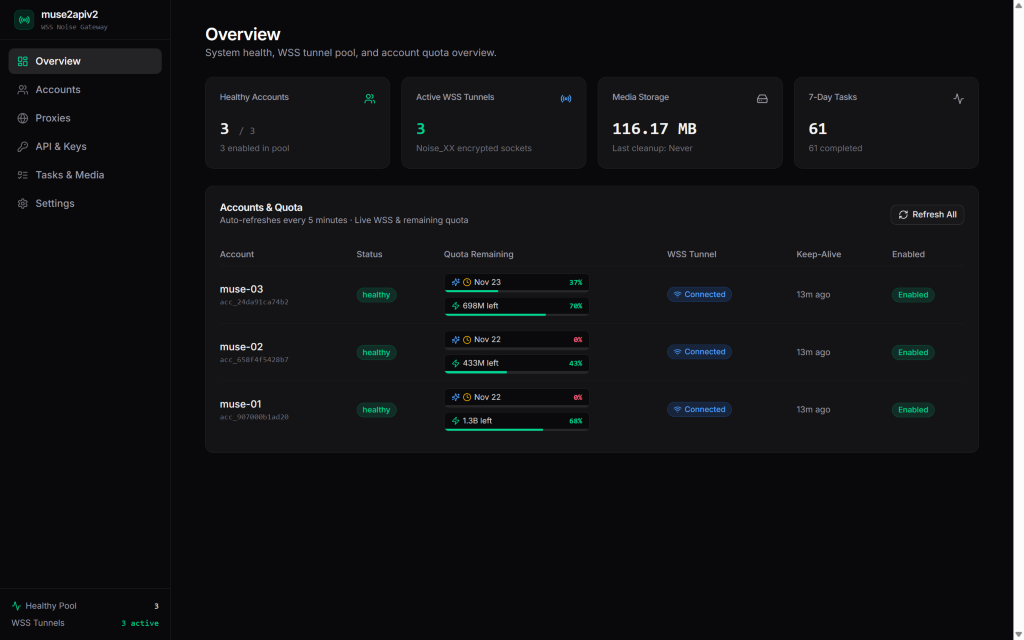 muse2apiv2
WSS Noise Gateway
Overview
Accounts
Proxies
API & Keys
Tasks & Media
Settings
Healthy Pool 3
WSS Tunnels 3 active
Overview
System health, WSS tunnel pool, and account quota overview.
Healthy Accounts
3 / 3
3 enabled in pool
Active WSS Tunnels
3
Noise_XX encrypted sockets
Media Storage
116.17 MB
Last cleanup: Never
7-Day Tasks
61
61 completed
Accounts & Quota
Auto-refreshes every 5 minutes · Live WSS & remaining quota
Refresh All
Account Status Quota Remaining WSS Tunnel Keep-Alive Enabled
muse-03
acc_24da91ca74b2
healthy
Nov 23 37%
698M left 70%
Connected
13m ago
Enabled
muse-02
acc_658f4f5428b7
healthy
Nov 22 0%
433M left 43%
Connected
13m ago
Enabled
muse-01
acc_907080b1ad20
healthy
Nov 22 0%
1.3B left 68%
Connected
13m ago
Enabled